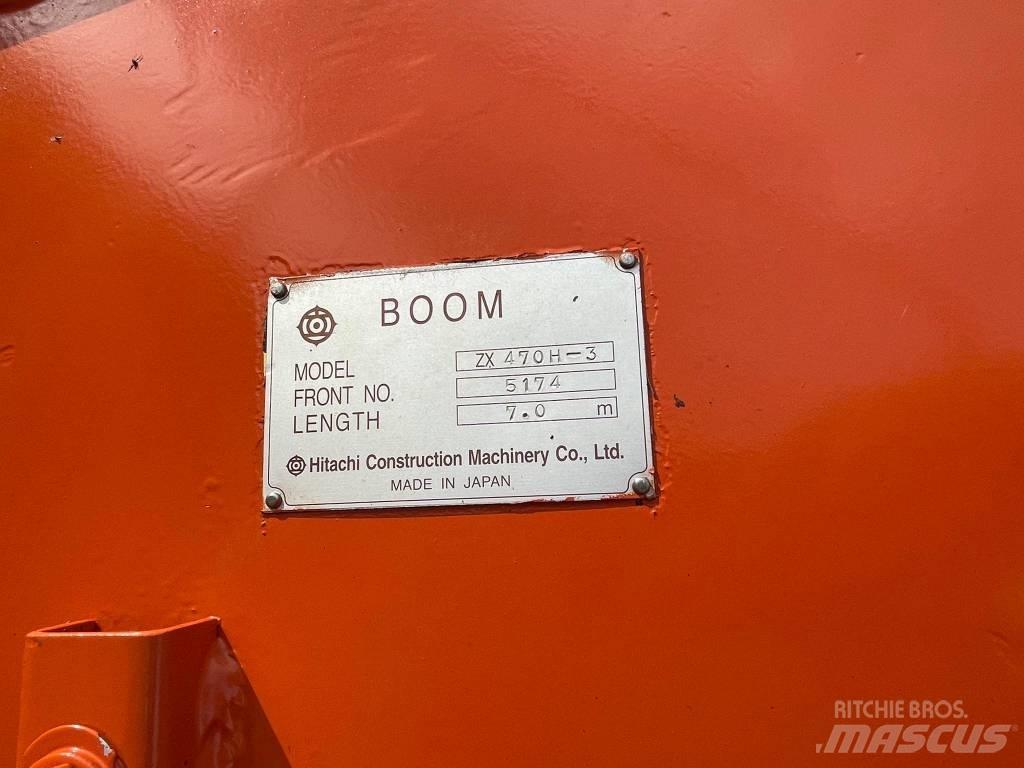 BOOM
MODEL ZX 470H-3
FRONT NO. 5174
LENGTH 7.0 m
Hitachi Construction Machinery Co., Ltd.
MADE IN JAPAN
RITCHIE BROS.
MASCUS